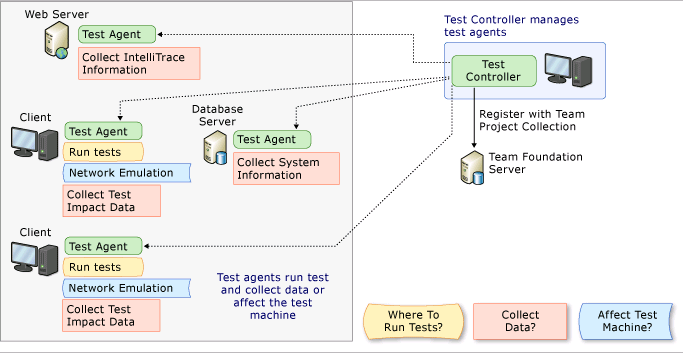 Web Server
Test Agent
Collect IntelliTrace
Information
Test Controller manages
test agents
Test
Controller
Register with Team
Project Collection
Team Foundation
Server
Client
Test Agent
Run tests
Network Emulation
Collect Test
Impact Data
Database
Server
Test Agent
Collect System
Information
Client
Test Agent
Run tests
Network Emulation
Collect Test
Impact Data
Test agents run test
and collect data or
affect the test
machine
Where To
Run Tests?
Collect
Data?
Affect Test
Machine?